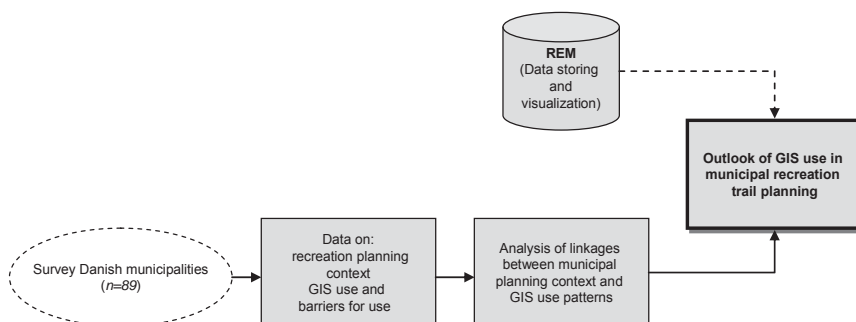 REM
(Data storing
and
visualization)
Outlook of GIS use in
municipal recreation
trail planning
Survey Danish municipalities
(n=89)
Data on:
recreation planning
context
GIS use and
barriers for use
Analysis of linkages
between municipal
planning context and
GIS use patterns